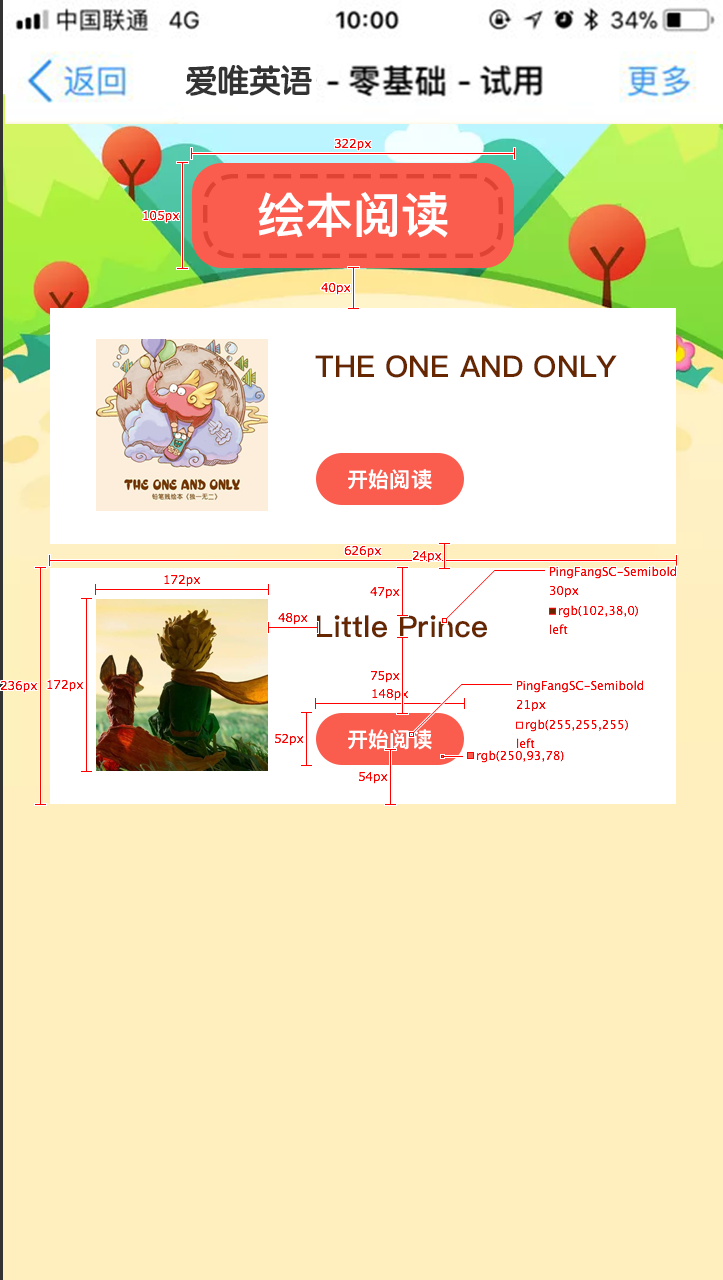 中国联通 4G 10:00 34%
返回 爱唯英语 - 零基础 - 试用 更多
322px
105px
绘本阅读
40px
THE ONE AND ONLY
THE ONE AND ONLY
铅笔贱绘本《独一无二》
开始阅读
626px
24px
PingFangSC-Semibold
30px
rgb(102,38,0)
left
172px
47px
48px
Little Prince
236px
172px
75px
148px
PingFangSC-Semibold
21px
rgb(255,255,255)
left
52px
开始阅读
rgb(250,93,78)
54px